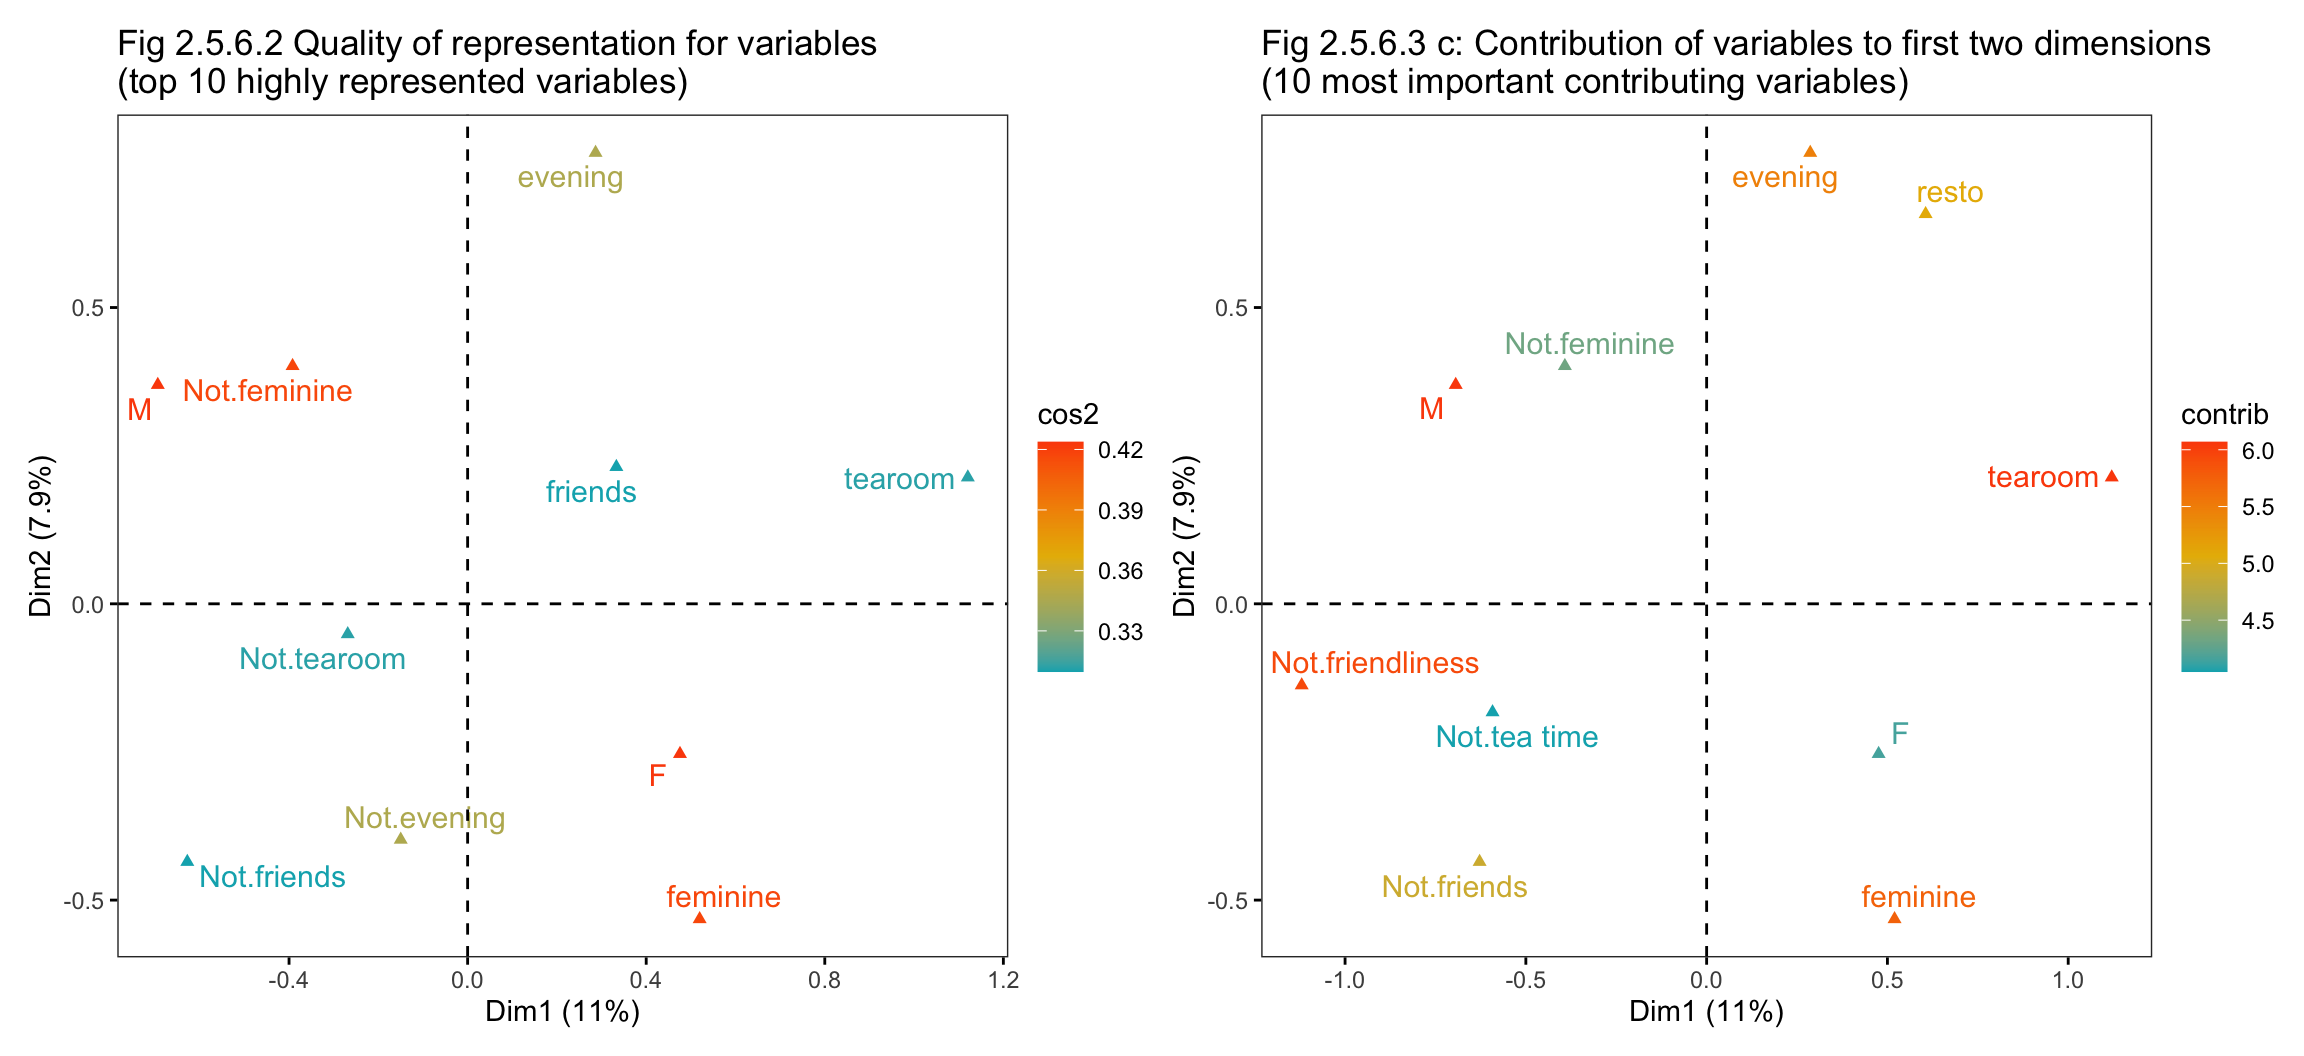 Fig 2.5.6.2 Quality of representation for variables
(top 10 highly represented variables)
evening
0.5
Not.feminine
M
friends
tearoom
0.0
Not.tearoom
F
Not.evening
Not.friends
feminine
-0.5
-0.4
0.0
0.4
0.8
1.2
Dim1 (11%)
Dim2 (7.9%)
cos2
0.42
0.39
0.36
0.33
Fig 2.5.6.3 c: Contribution of variables to first two dimensions
(10 most important contributing variables)
evening
resto
0.5
Not.feminine
M
tearoom
0.0
Not.friendliness
Not.tea time
F
Not.friends
feminine
-0.5
-1.0
-0.5
0.0
0.5
1.0
Dim1 (11%)
Dim2 (7.9%)
contrib
6.0
5.5
5.0
4.5